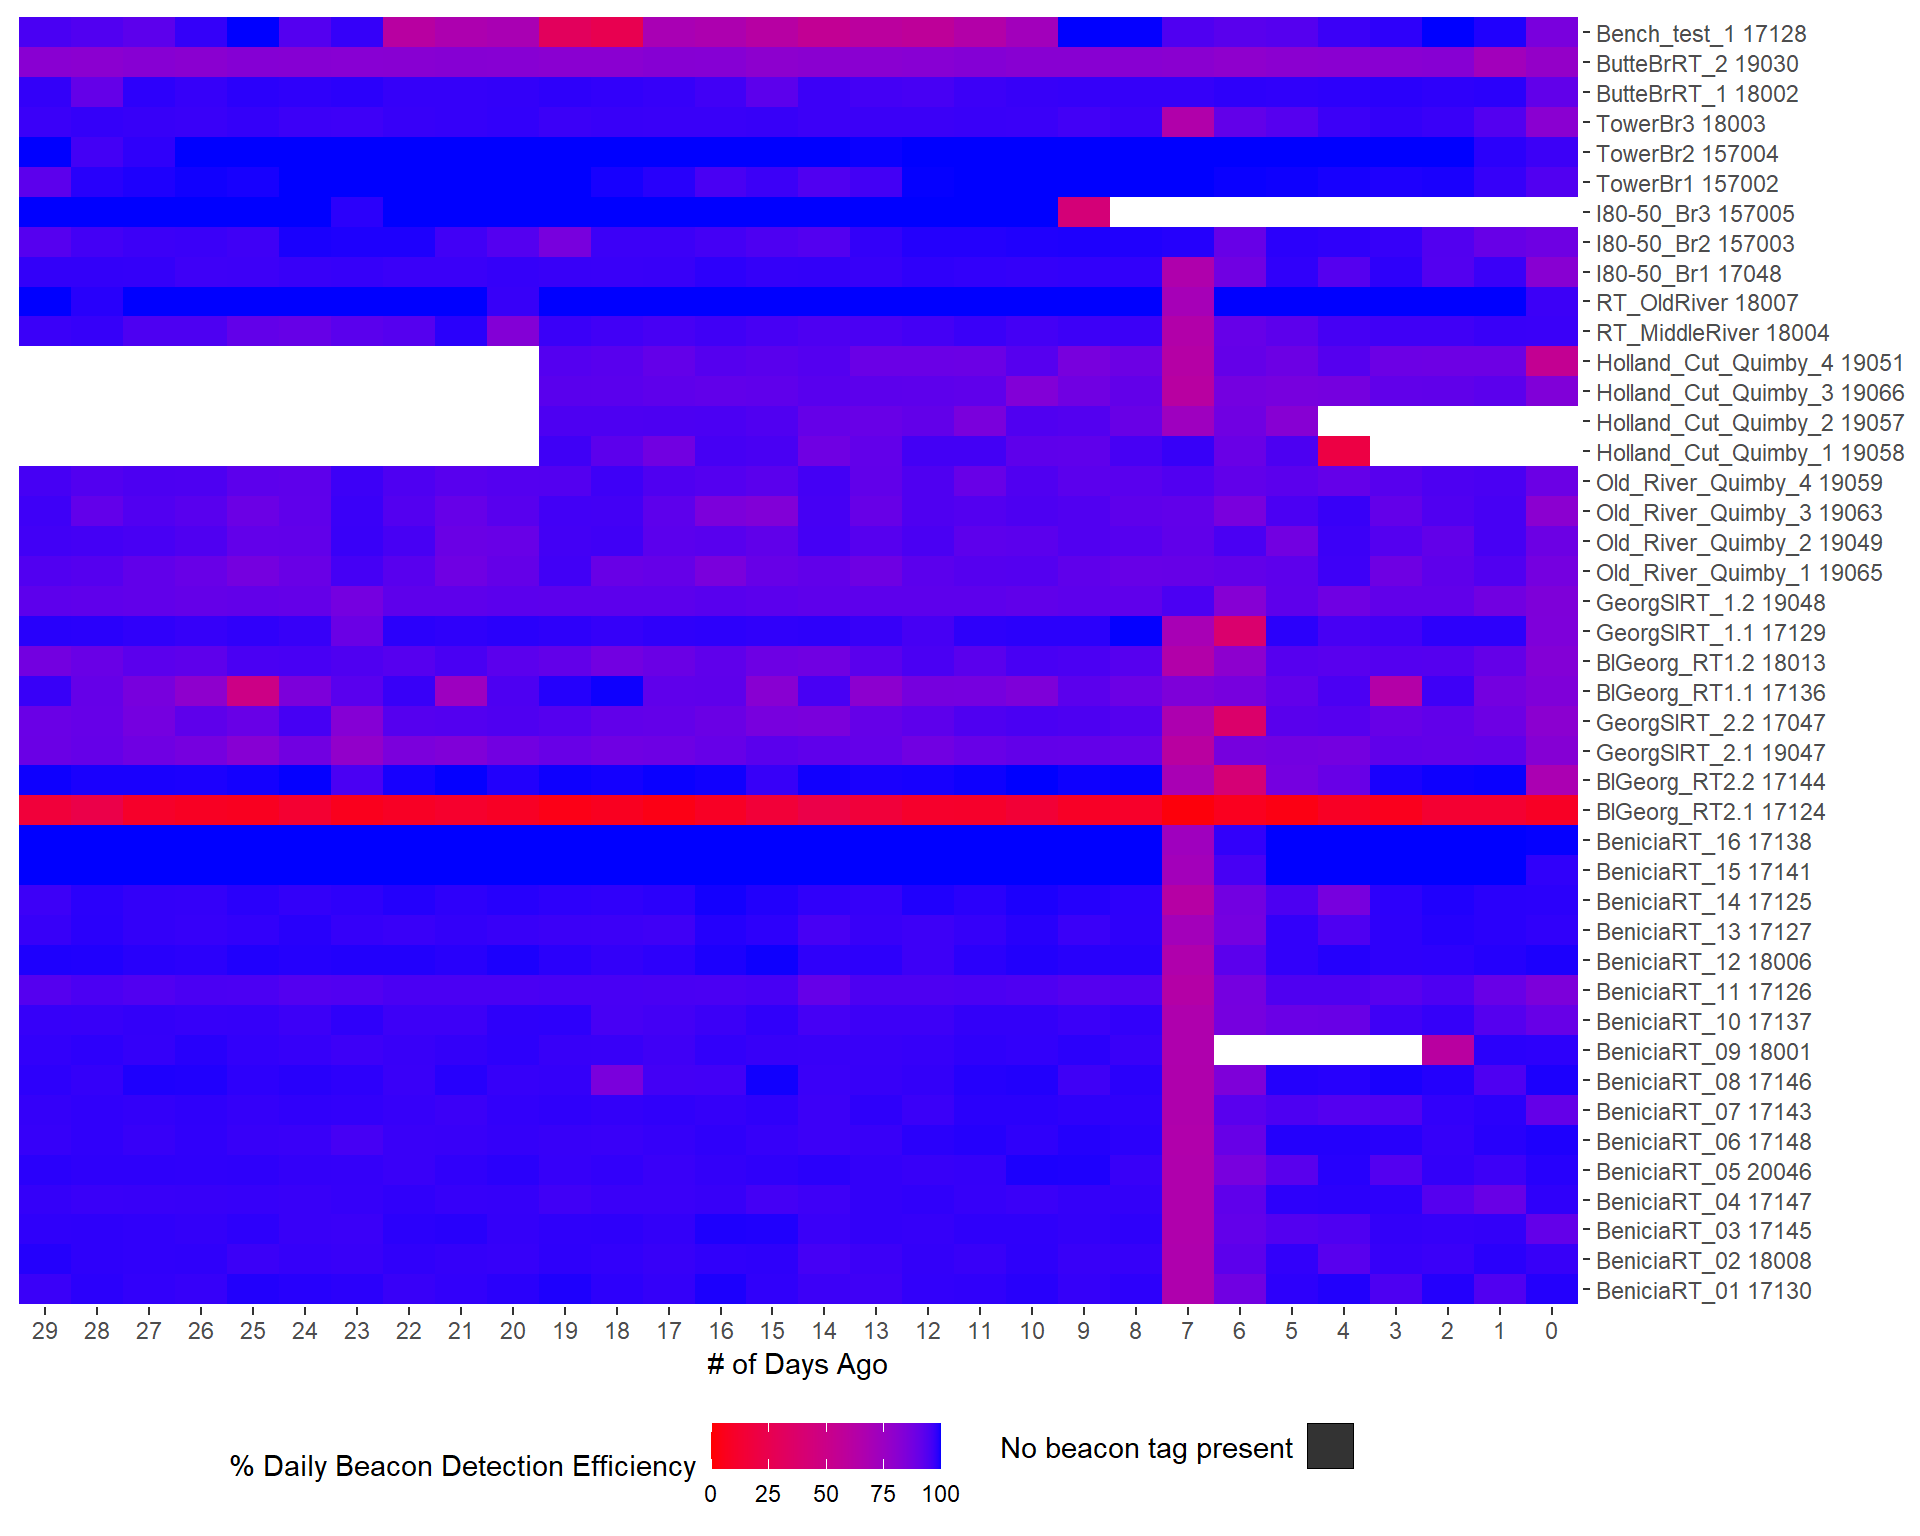 Bench_test_1 17128
ButteBrRT_2 19030
ButteBrRT_1 18002
TowerBr3 18003
TowerBr2 157004
TowerBr1 157002
I80-50_Br3 157005
I80-50_Br2 157003
I80-50_Br1 17048
RT_OldRiver 18007
RT_MiddleRiver 18004
Holland_Cut_Quimby_4 19051
Holland_Cut_Quimby_3 19066
Holland_Cut_Quimby_2 19057
Holland_Cut_Quimby_1 19058
Old_River_Quimby_4 19059
Old_River_Quimby_3 19063
Old_River_Quimby_2 19049
Old_River_Quimby_1 19065
GeorgSlRT_1.2 19048
GeorgSlRT_1.1 17129
BlGeorg_RT1.2 18013
BlGeorg_RT1.1 17136
GeorgSlRT_2.2 17047
GeorgSlRT_2.1 19047
BlGeorg_RT2.2 17144
BlGeorg_RT2.1 17124
BeniciaRT_16 17138
BeniciaRT_15 17141
BeniciaRT_14 17125
BeniciaRT_13 17127
BeniciaRT_12 18006
BeniciaRT_11 17126
BeniciaRT_10 17137
BeniciaRT_09 18001
BeniciaRT_08 17146
BeniciaRT_07 17143
BeniciaRT_06 17148
BeniciaRT_05 20046
BeniciaRT_04 17147
BeniciaRT_03 17145
BeniciaRT_02 18008
BeniciaRT_01 17130
29 28 27 26 25 24 23 22 21 20 19 18 17 16 15 14 13 12 11 10 9 8 7 6 5 4 3 2 1 0
# of Days Ago
% Daily Beacon Detection Efficiency
0 25 50 75 100
No beacon tag present